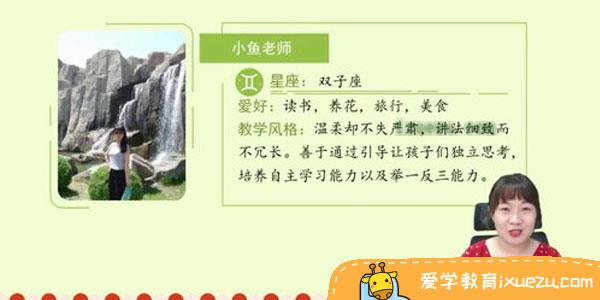 小鱼老师
星座：双子座
爱好：读书，养花，旅行，美食
教学风格：温柔却不失严肃，讲法细致而
不冗长。善于通过引导让孩子们独立思考，
培养自主学习能力以及举一反三能力。
爱学教育ixuezu.com